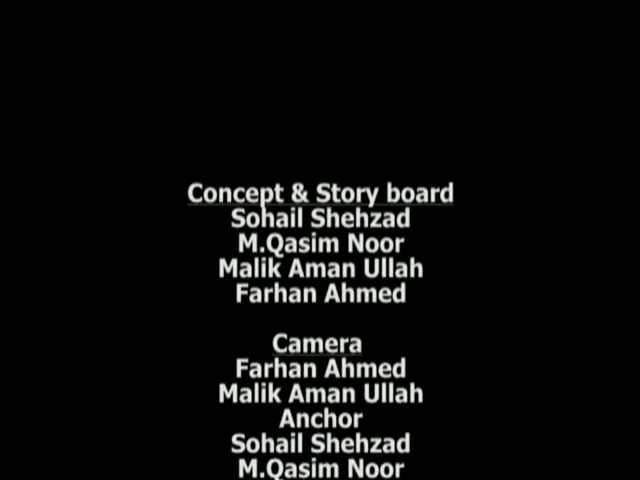 Concept & Story board
Sohail Shehzad
M.Qasim Noor
Malik Aman Ullah
Farhan Ahmed
Camera
Farhan Ahmed
Malik Aman Ullah
Anchor
Sohail Shehzad
M.Qasim Noor